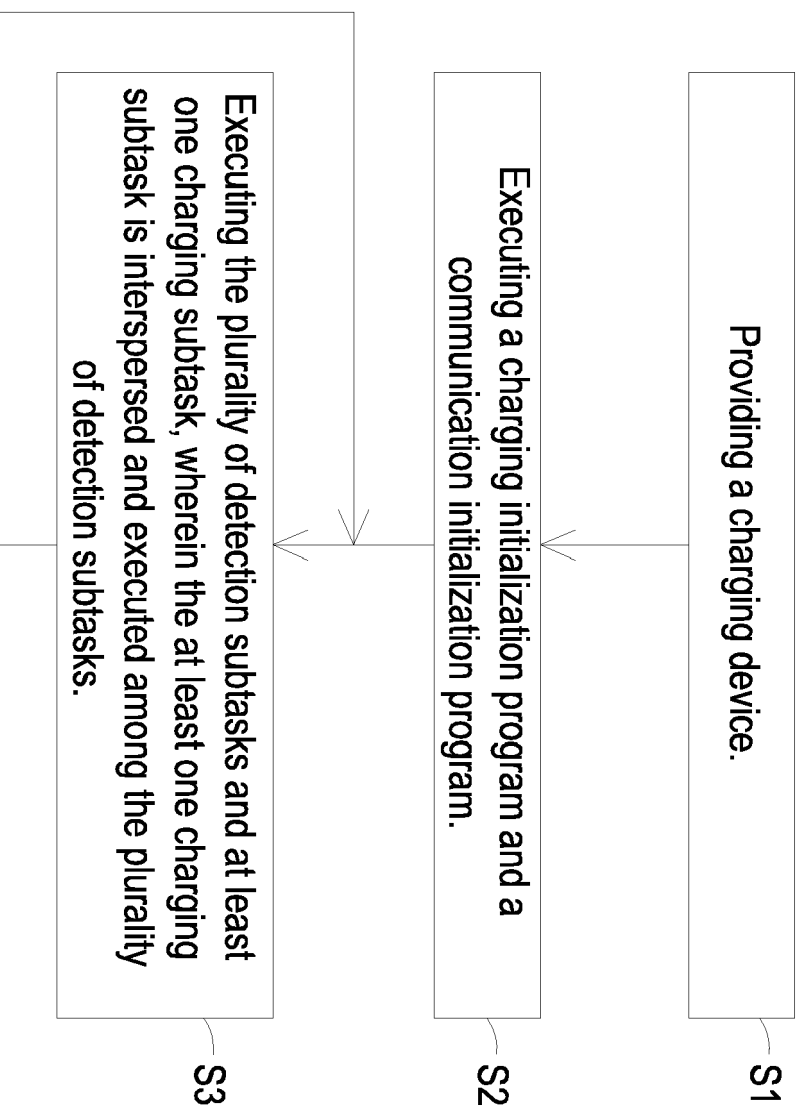 Providing a charging device.
S1
Executing a charging initialization program and a
communication initialization program.
S2
Executing the plurality of detection subtasks and at least
one charging subtask, wherein the at least one charging
subtask is interspersed and executed among the plurality
of detection subtasks.
S3